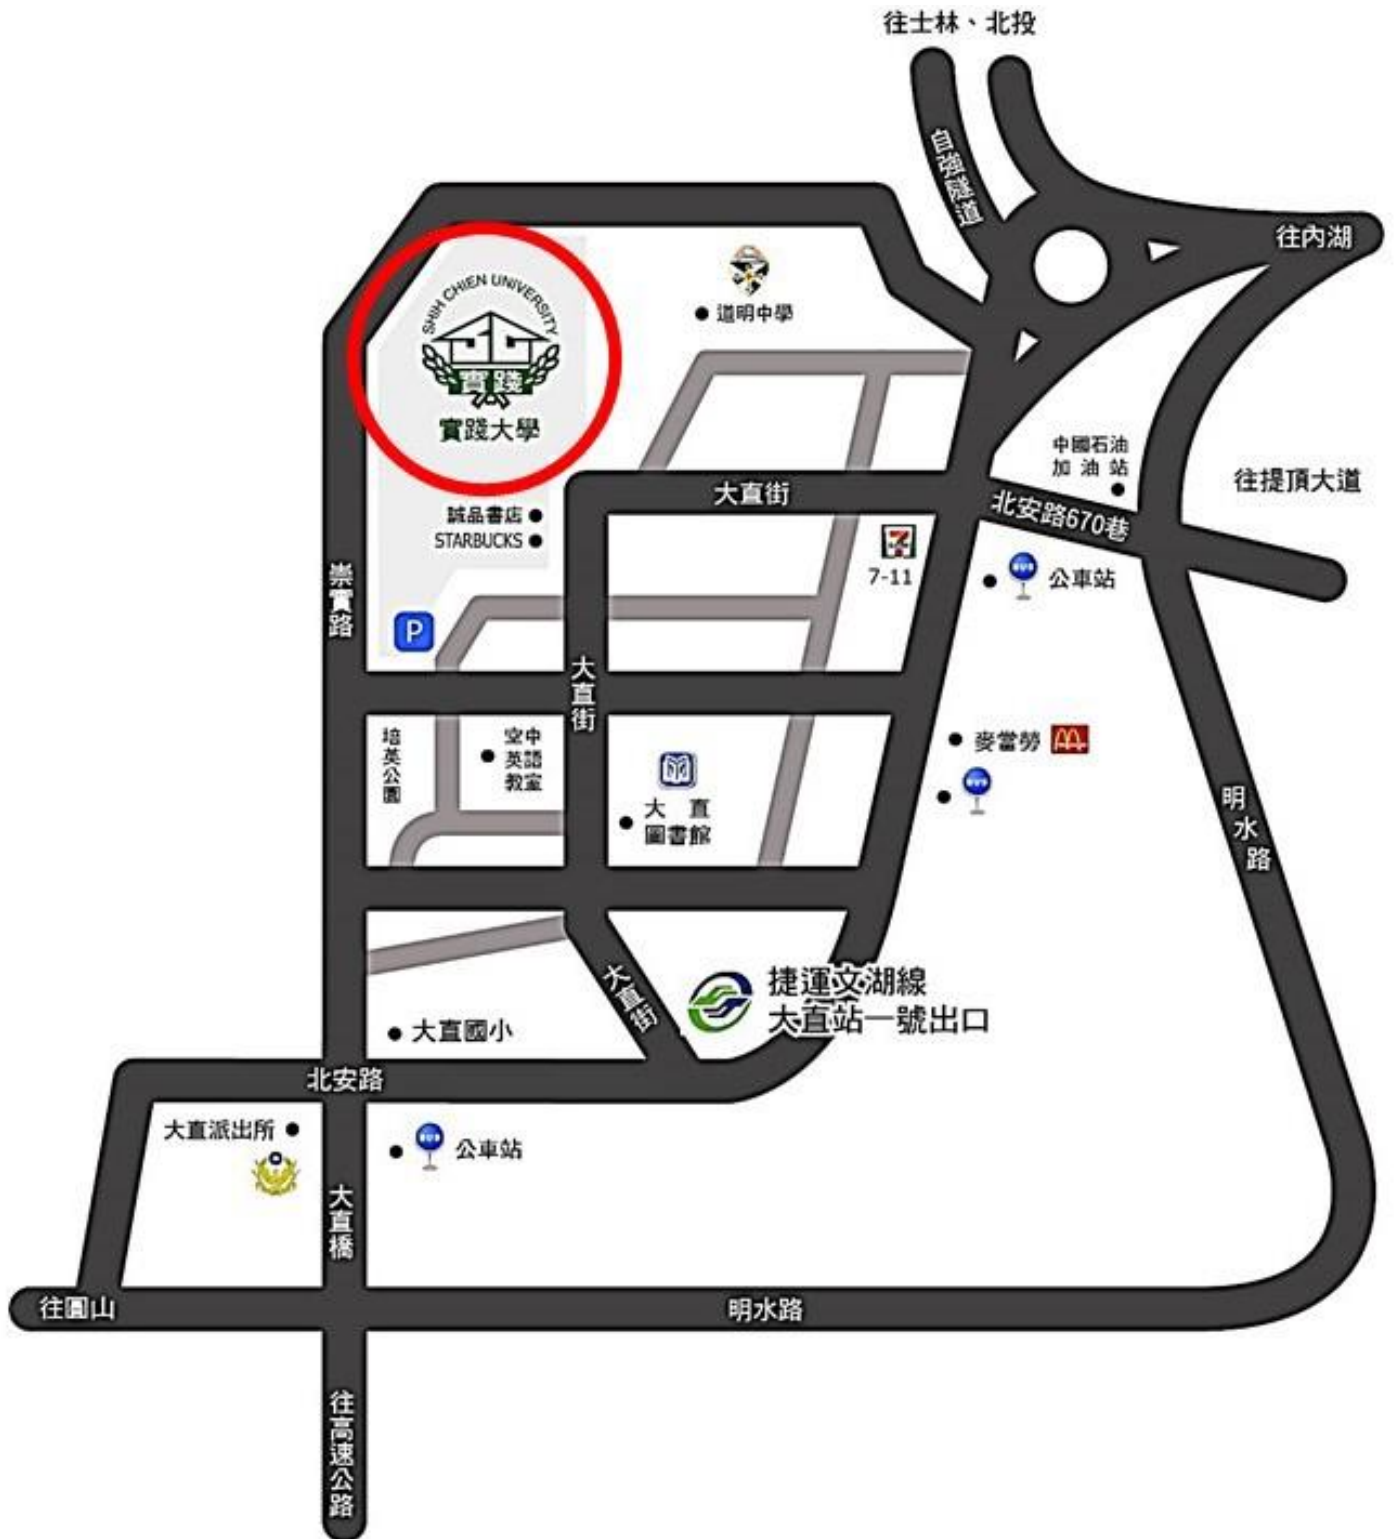 往士林、北投
自強隧道
往內湖
SHIH CHIEN UNIVERSITY
實踐
實踐大學
道明中學
中國石油
加油站
往提頂大道
大直街
北安路670巷
誠品書店
STARBUCKS
7
7-11
BUS
公車站
崇實路
P
大直街
培英公園
空中
英語
教室
麥當勞
BUS
大直
圖書館
明水路
大直街
捷運文湖線
大直站一號出口
大直國小
北安路
大直派出所
BUS
公車站
大直橋
往圓山
明水路
往高速公路